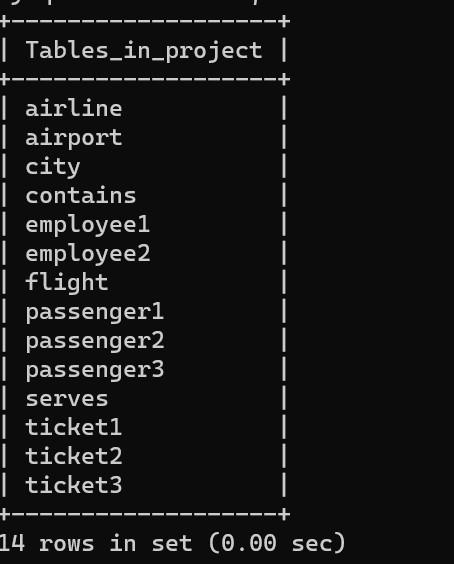 +-------------------+
| Tables_in_project |
+-------------------+
| airline           |
| airport           |
| city              |
| contains          |
| employee1         |
| employee2         |
| flight            |
| passenger1        |
| passenger2        |
| passenger3        |
| serves            |
| ticket1           |
| ticket2           |
| ticket3           |
+-------------------+
14 rows in set (0.00 sec)